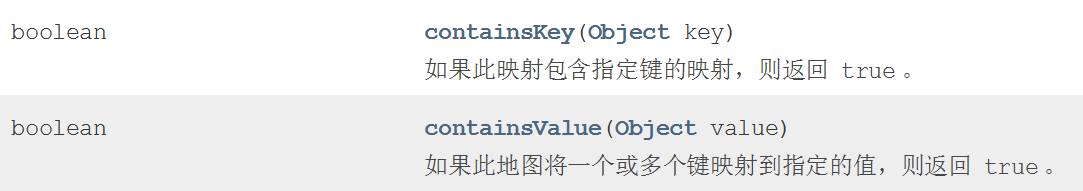 boolean containsKey(Object key)
如果此映射包含指定键的映射，则返回 true 。
boolean containsValue(Object value)
如果此地图将一个或多个键映射到指定的值，则返回 true 。